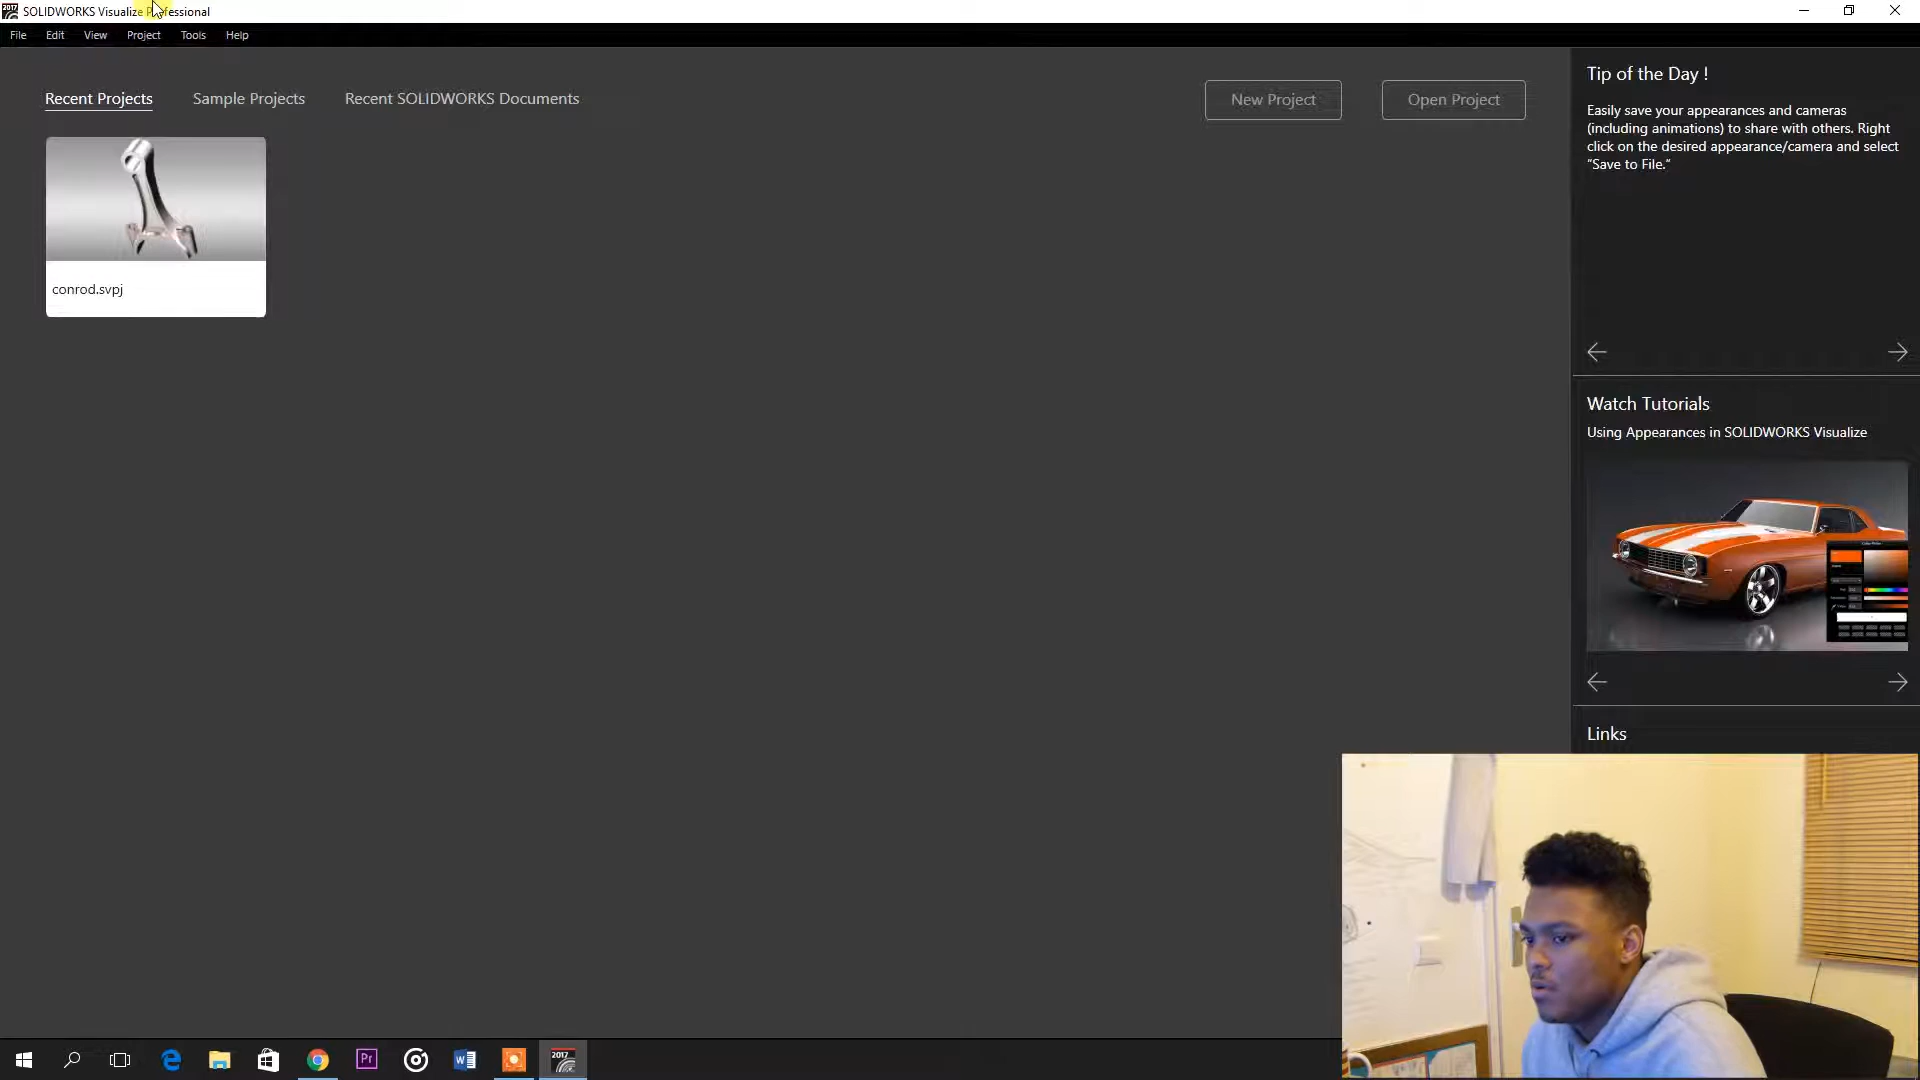 SOLIDWORKS Visualize Professional
File Edit View Project Tools Help
Recent Projects Sample Projects Recent SOLIDWORKS Documents New Project Open Project
conrod.svpj
Tip of the Day !
Easily save your appearances and cameras
(including animations) to share with others. Right
click on the desired appearance/camera and select
"Save to File."
Watch Tutorials
Using Appearances in SOLIDWORKS Visualize
Links
Pr
2017